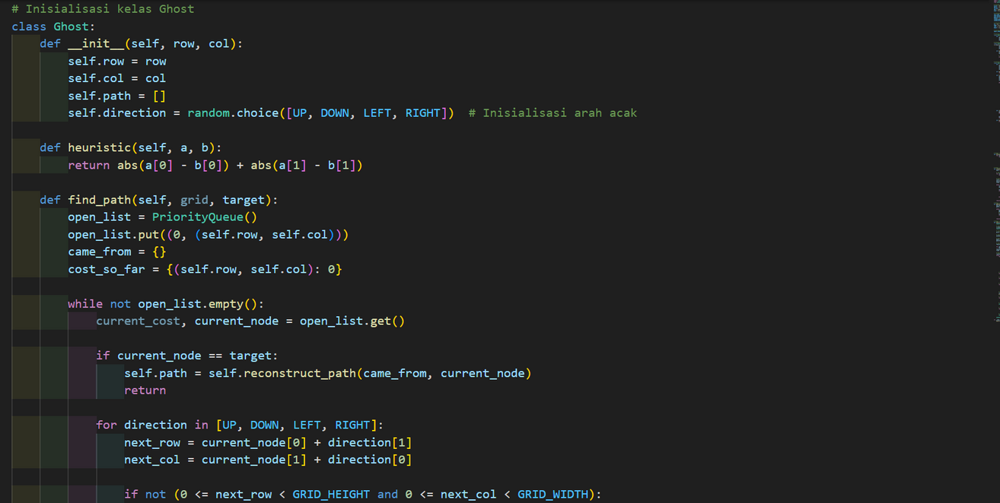 # Inisialisasi kelas Ghost
class Ghost:
    def __init__(self, row, col):
        self.row = row
        self.col = col
        self.path = []
        self.direction = random.choice([UP, DOWN, LEFT, RIGHT])  # Inisialisasi arah acak

    def heuristic(self, a, b):
        return abs(a[0] - b[0]) + abs(a[1] - b[1])

    def find_path(self, grid, target):
        open_list = PriorityQueue()
        open_list.put((0, (self.row, self.col)))
        came_from = {}
        cost_so_far = {(self.row, self.col): 0}

        while not open_list.empty():
            current_cost, current_node = open_list.get()

            if current_node == target:
                self.path = self.reconstruct_path(came_from, current_node)
                return

            for direction in [UP, DOWN, LEFT, RIGHT]:
                next_row = current_node[0] + direction[1]
                next_col = current_node[1] + direction[0]

                if not (0 <= next_row < GRID_HEIGHT and 0 <= next_col < GRID_WIDTH):